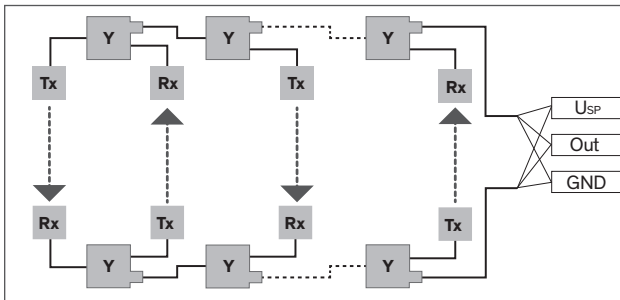 Y Y Y
Tx Rx Tx Rx
USP
Out
GND
Rx Tx Rx Tx
Y Y Y